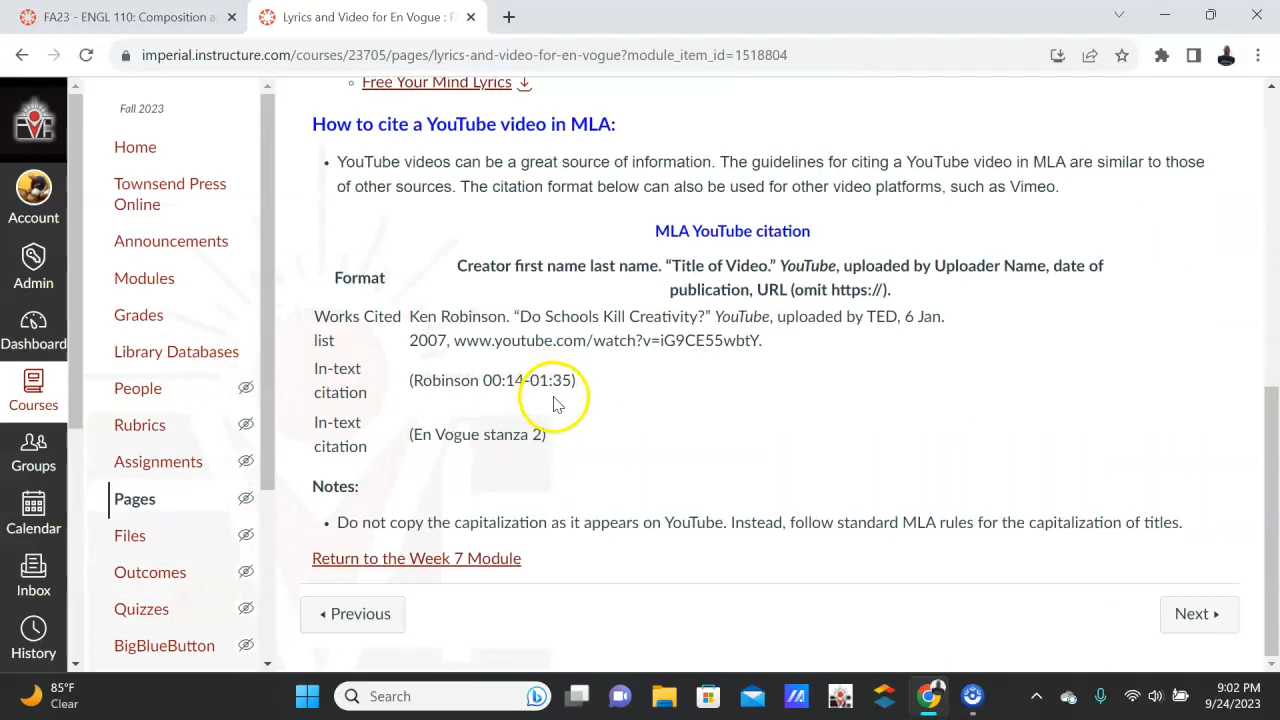 FA23 - ENGL 110: Composition a
Lyrics and Video for En Vogue : F
imperial.instructure.com/courses/23705/pages/lyrics-and-video-for-en-vogue?module_item_id=1518804
Account
Admin
Dashboard
Courses
Groups
Calendar
Inbox
History
Fall 2023
Home
Townsend Press
Online
Announcements
Modules
Grades
Library Databases
People
Rubrics
Assignments
Pages
Files
Outcomes
Quizzes
BigBlueButton
Free Your Mind Lyrics
How to cite a YouTube video in MLA:
• YouTube videos can be a great source of information. The guidelines for citing a YouTube video in MLA are similar to those
of other sources. The citation format below can also be used for other video platforms, such as Vimeo.
MLA YouTube citation
Format
Creator first name last name. “Title of Video.” YouTube, uploaded by Uploader Name, date of
publication, URL (omit https://).
Works Cited
list
Ken Robinson. “Do Schools Kill Creativity?” YouTube, uploaded by TED, 6 Jan.
2007, www.youtube.com/watch?v=iG9CE55wbtY.
In-text
citation
(Robinson 00:14-01:35)
In-text
citation
(En Vogue stanza 2)
Notes:
• Do not copy the capitalization as it appears on YouTube. Instead, follow standard MLA rules for the capitalization of titles.
Return to the Week 7 Module
Previous
Next
85°F
Clear
Search
9:02 PM
9/24/2023